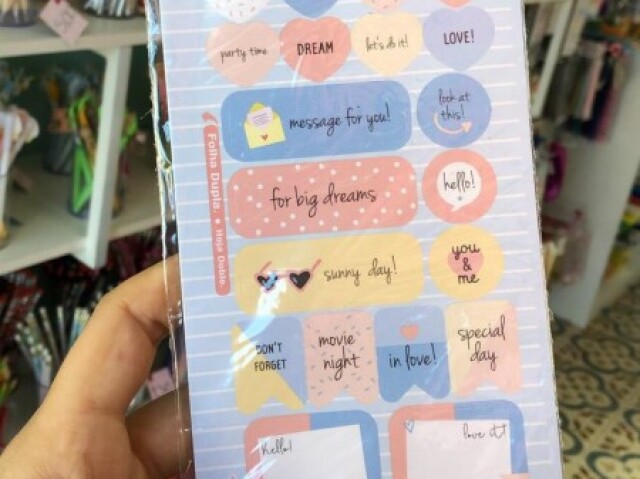 party time
DREAM
let's do it!
LOVE!
message for you!
look at
this!
Folha Dupla. • Hoja Doble.
for big dreams
hello!
sunny day!
you
&
me
DON'T
FORGET
movie
night
in love!
special
day
hello!
love it!